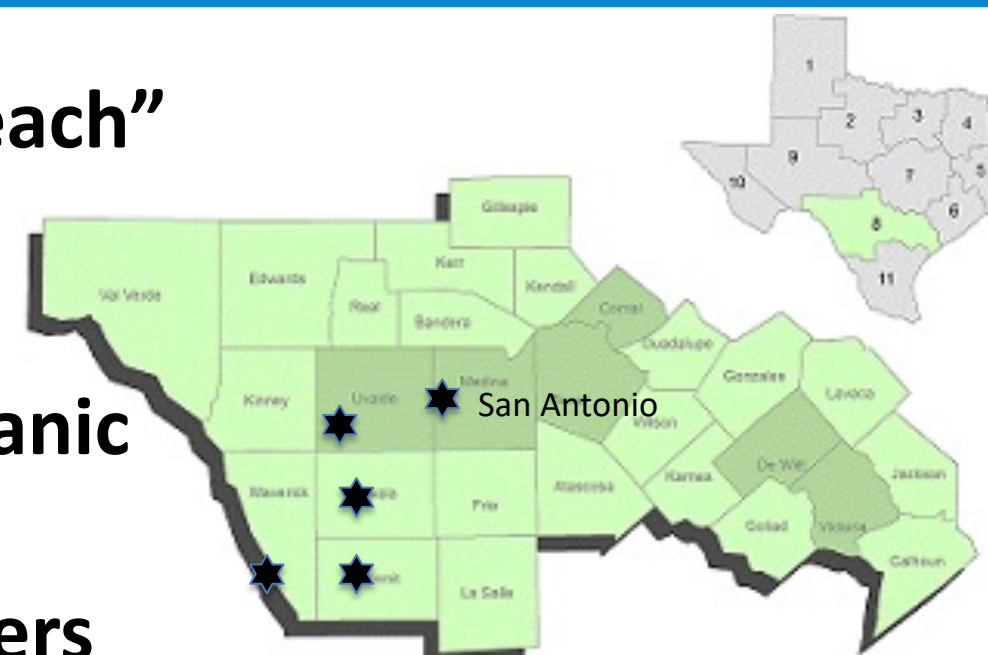 each”
anic
ers
1
2
3
4
5
6
7
8
9
10
11
Gillespie
Val Verde
Edwards
Kerr
Real
Kendall
Bandera
Comal
Guadalupe
Kinney
Uvalde
Medina
San Antonio
Gonzales
Lavaca
Wilson
Maverick
Frio
Atascosa
Karnes
De Witt
Jackson
Goliad
Victoria
Calhoun
La Salle